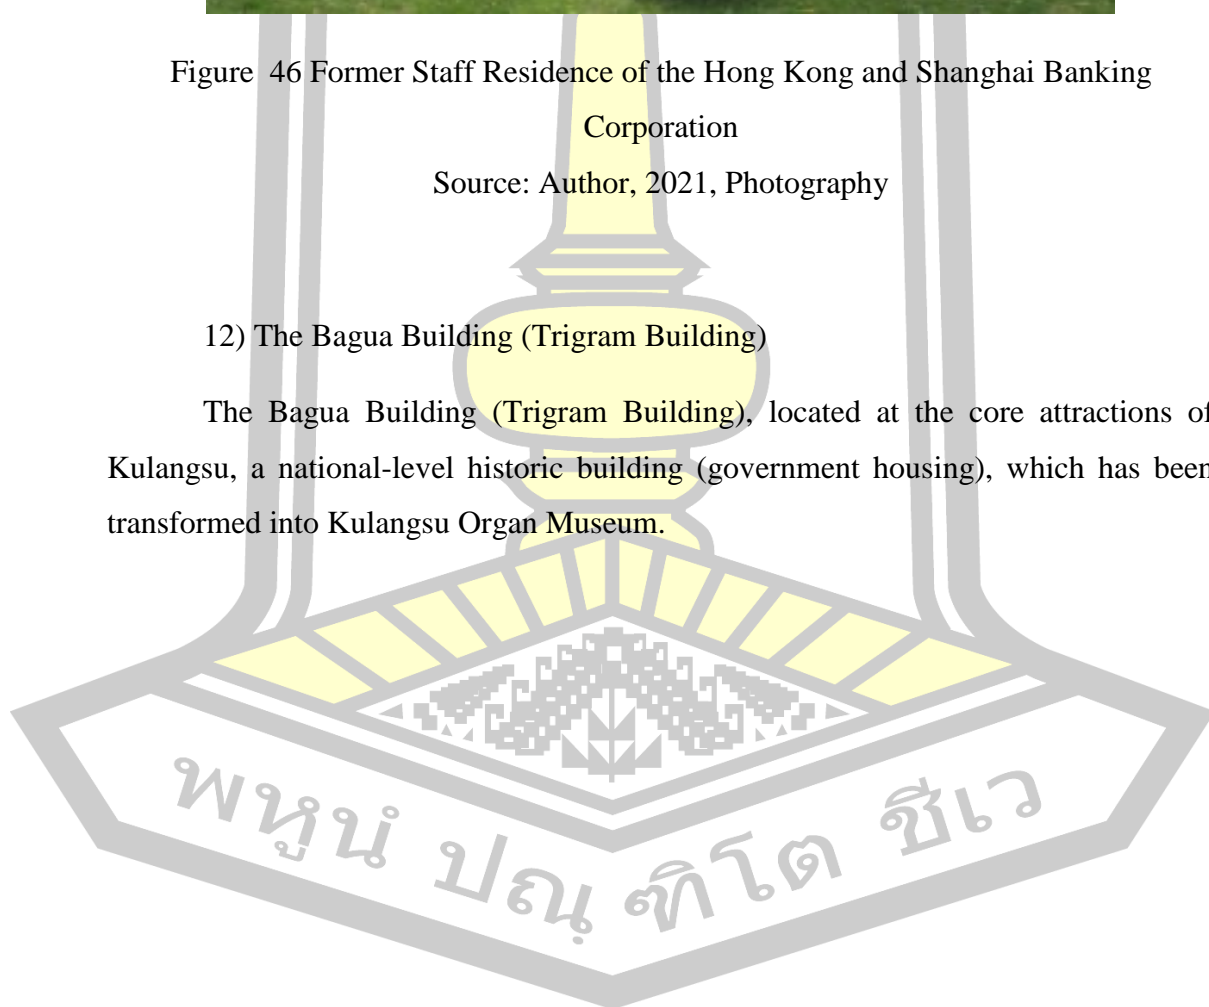 Figure 46 Former Staff Residence of the Hong Kong and Shanghai Banking
Corporation
Source: Author, 2021, Photography
12) The Bagua Building (Trigram Building)
The Bagua Building (Trigram Building), located at the core attractions of
Kulangsu, a national-level historic building (government housing), which has been
transformed into Kulangsu Organ Museum.
พหูนํ ปณฺฑิโต ชีเว